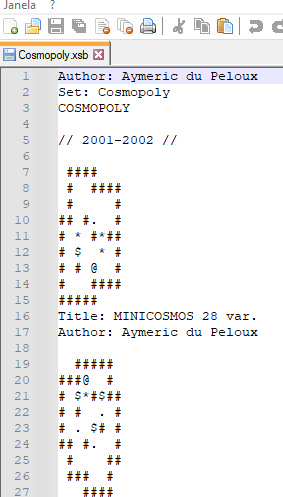 Janela ?
Cosmopoly.xsb
1 Author: Aymeric du Peloux
2 Set: Cosmopoly
3 COSMOPOLY
4
5 // 2001-2002 //
6
7  ####
8  #  ####
9  #     #
10 ## #.  #
11 # * #*##
12 # $  * #
13 # # @  #
14 #   ####
15 #####
16 Title: MINICOSMOS 28 var.
17 Author: Aymeric du Peloux
18
19   #####
20 ###@  #
21 # $*#$##
22 # #  . #
23 # . $# #
24 ## #.  #
25  #    ##
26  ###  #
27    ####